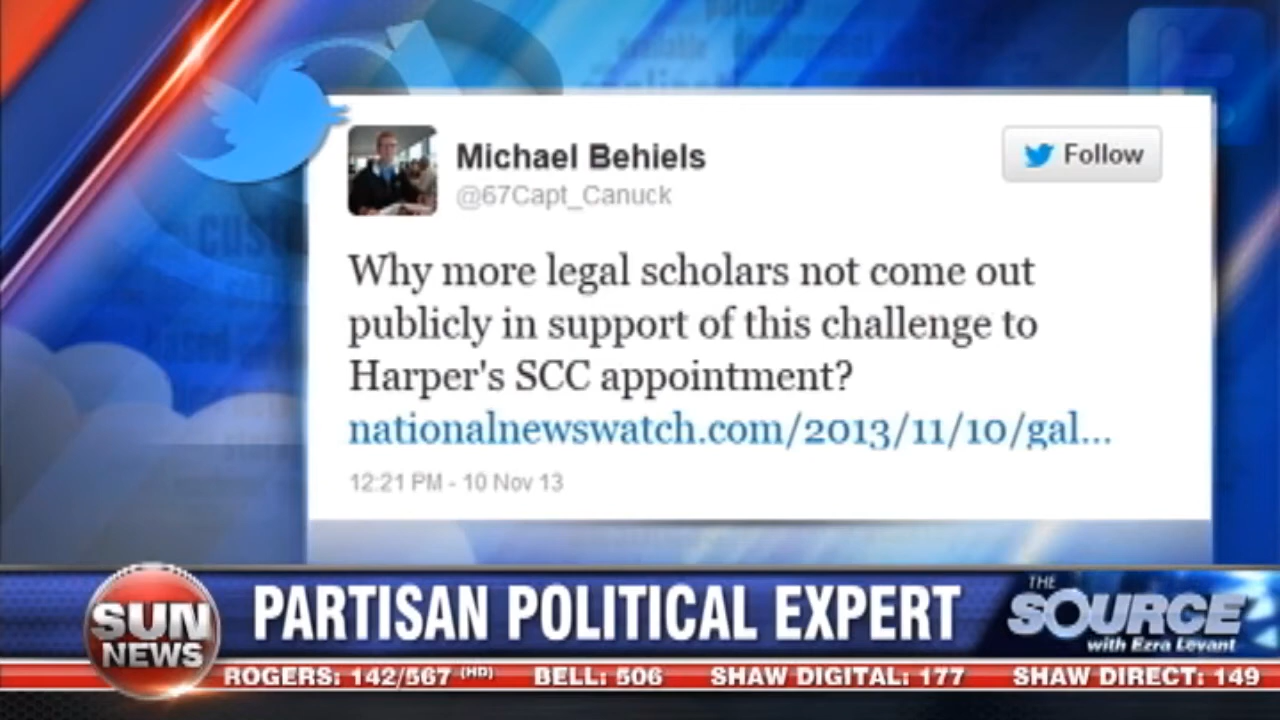 Michael Behiels
@67Capt_Canuck
Follow
Why more legal scholars not come out
publicly in support of this challenge to
Harper's SCC appointment?
nationalnewswatch.com/2013/11/10/gal...
12:21 PM - 10 Nov 13
SUN
NEWS
PARTISAN POLITICAL EXPERT
THE
SOURCE
with Ezra Levant
ROGERS: 142/567 (HD) BELL: 506 SHAW DIGITAL: 177 SHAW DIRECT: 149